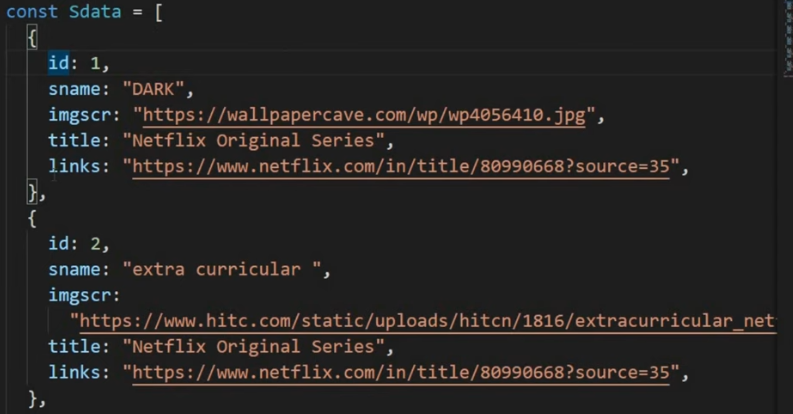 const Sdata = [
{
id: 1,
sname: "DARK",
imgscr: "https://wallpapercave.com/wp/wp4056410.jpg",
title: "Netflix Original Series",
links: "https://www.netflix.com/in/title/80990668?source=35",
},
{
id: 2,
sname: "extra curricular ",
imgscr:
"https://www.hitc.com/static/uploads/hitcn/1816/extracurricular_net
title: "Netflix Original Series",
links: "https://www.netflix.com/in/title/80990668?source=35",
},